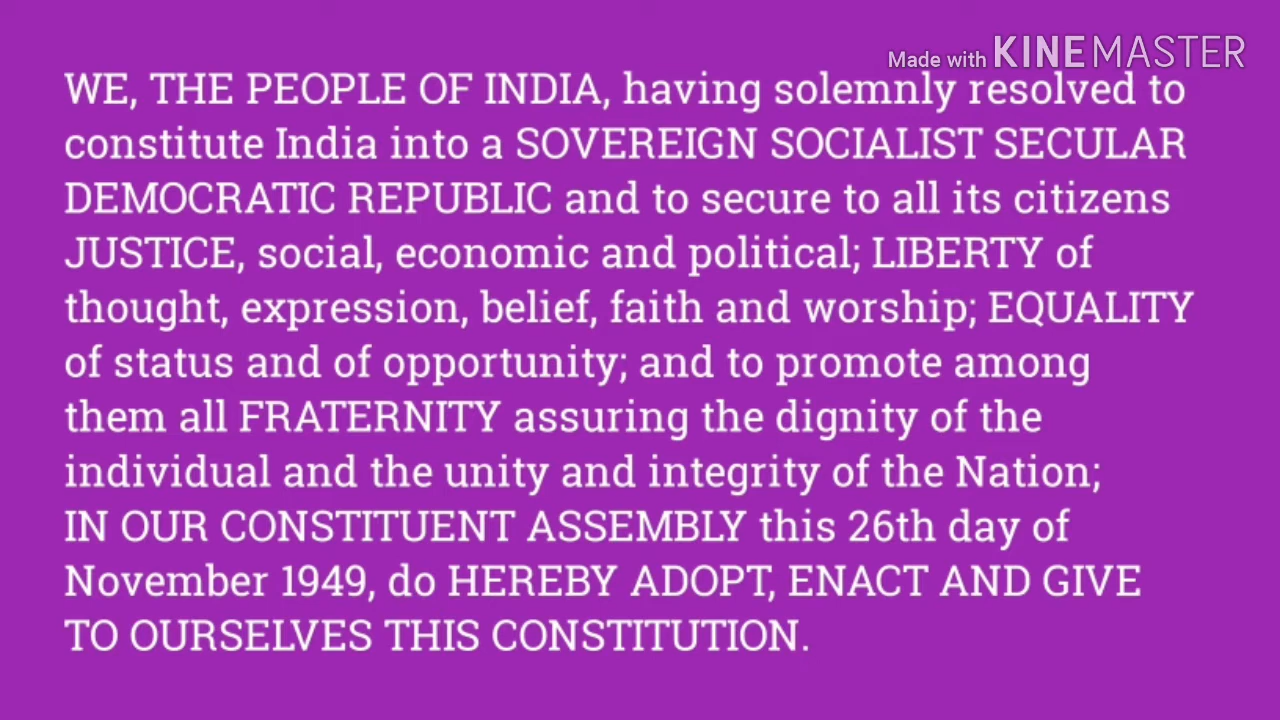 Made with KINEMASTER
WE, THE PEOPLE OF INDIA, having solemnly resolved to
constitute India into a SOVEREIGN SOCIALIST SECULAR
DEMOCRATIC REPUBLIC and to secure to all its citizens
JUSTICE, social, economic and political; LIBERTY of
thought, expression, belief, faith and worship; EQUALITY
of status and of opportunity; and to promote among
them all FRATERNITY assuring the dignity of the
individual and the unity and integrity of the Nation;
IN OUR CONSTITUENT ASSEMBLY this 26th day of
November 1949, do HEREBY ADOPT, ENACT AND GIVE
TO OURSELVES THIS CONSTITUTION.